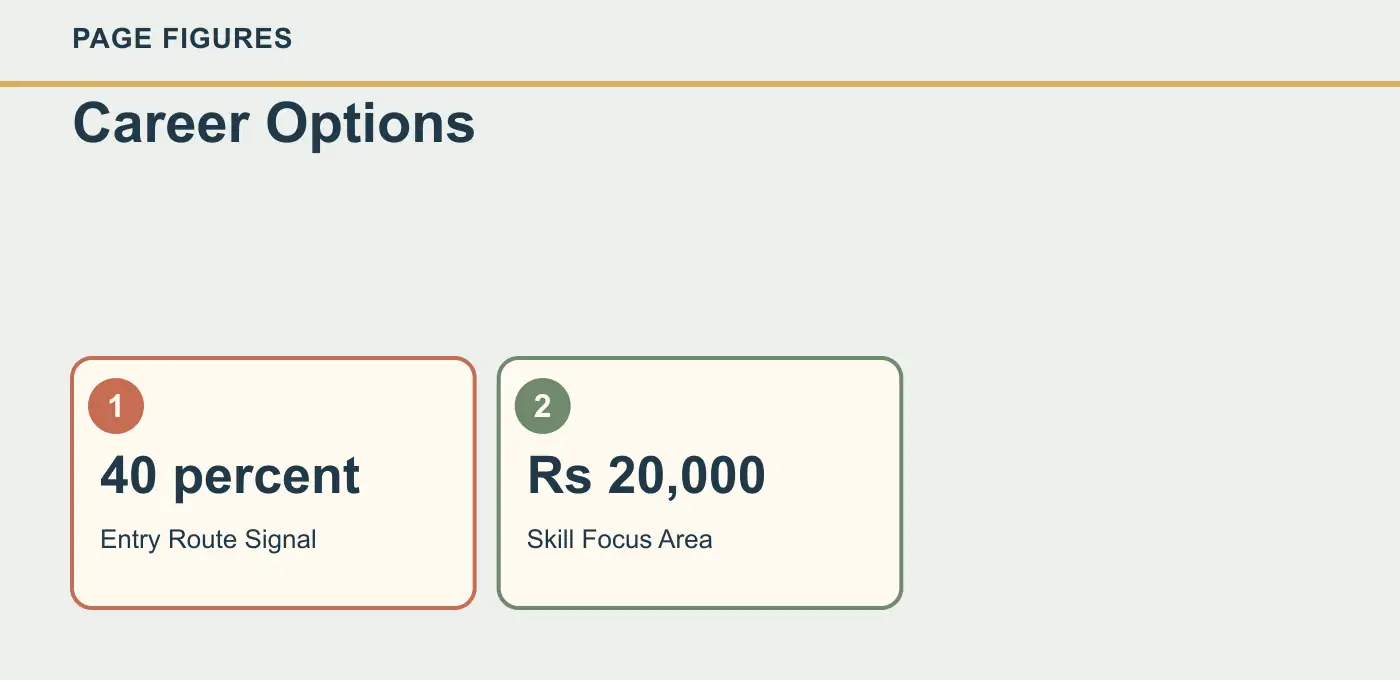 PAGE FIGURES
Career Options
1
40 percent
Entry Route Signal
2
Rs 20,000
Skill Focus Area